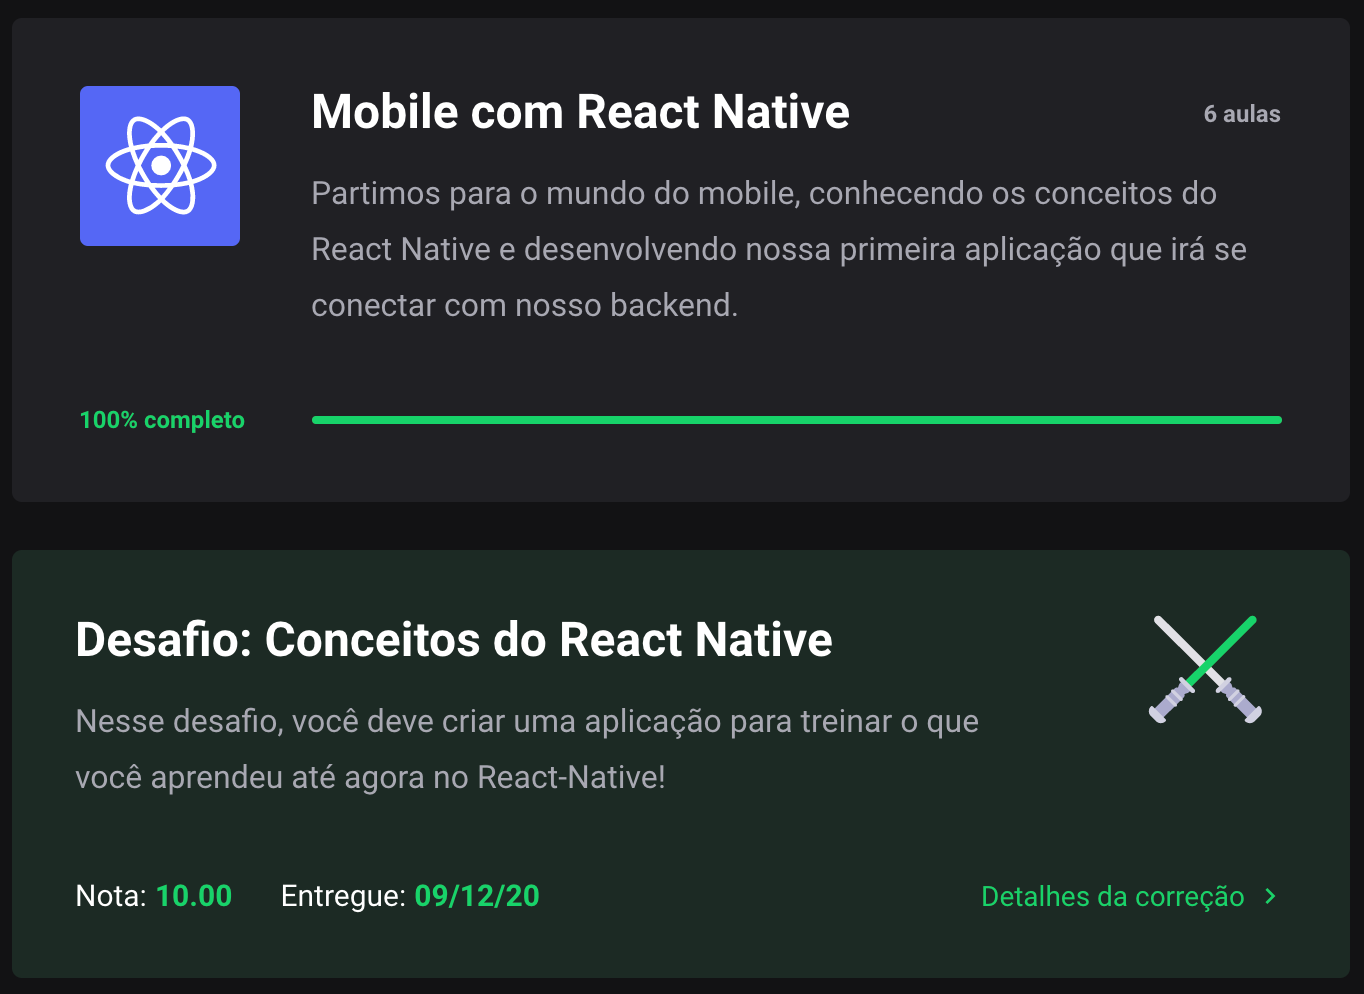 Mobile com React Native
6 aulas
Partimos para o mundo do mobile, conhecendo os conceitos do
React Native e desenvolvendo nossa primeira aplicação que irá se
conectar com nosso backend.
100% completo
Desafio: Conceitos do React Native
Nesse desafio, você deve criar uma aplicação para treinar o que
você aprendeu até agora no React-Native!
Nota: 10.00 Entregue: 09/12/20
Detalhes da correção